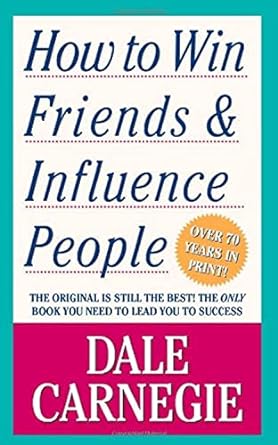 How to Win
Friends &
Influence
People
OVER 70
YEARS IN
PRINT!
THE ORIGINAL IS STILL THE BEST! THE ONLY
BOOK YOU NEED TO LEAD YOU TO SUCCESS
DALE
CARNEGIE